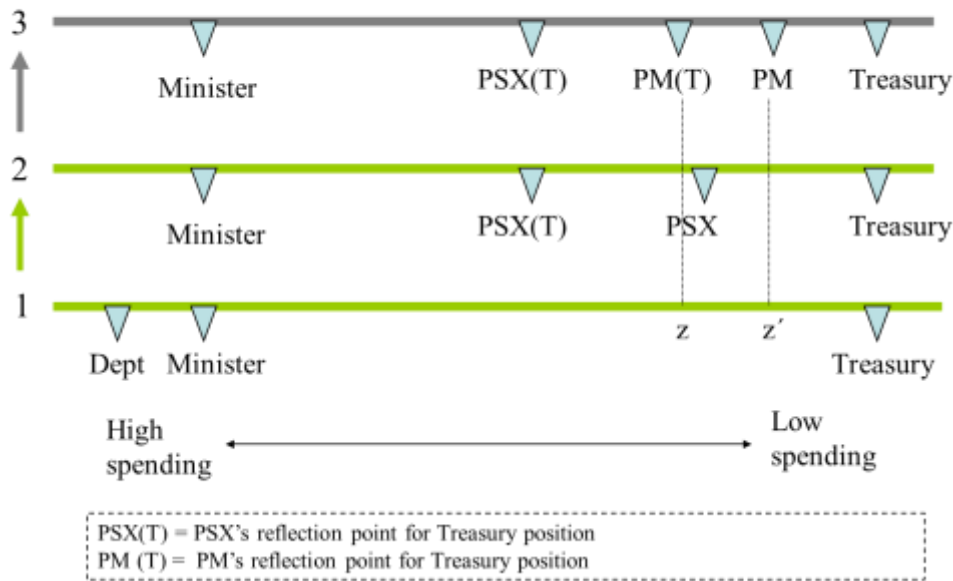 3
Minister PSX(T) PM(T) PM Treasury
2
Minister PSX(T) PSX Treasury
1
z z´
Dept Minister Treasury
High spending
Low spending
PSX(T) = PSX's reflection point for Treasury position
PM (T) = PM's reflection point for Treasury position